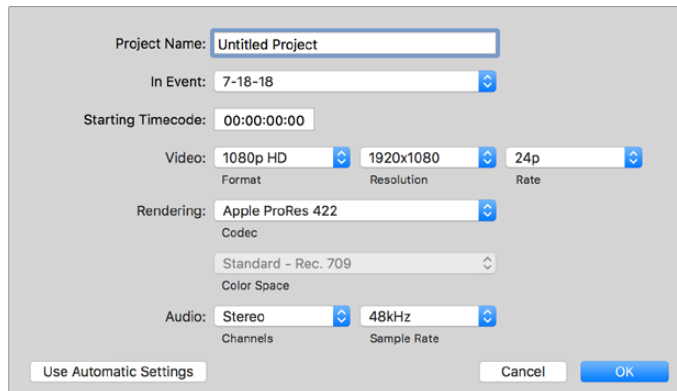 Project Name: Untitled Project
In Event: 7-18-18
Starting Timecode: 00:00:00:00
Video: 1080p HD 1920x1080 24p
Format Resolution Rate
Rendering: Apple ProRes 422
Codec
Standard - Rec. 709
Color Space
Audio: Stereo 48kHz
Channels Sample Rate
Use Automatic Settings Cancel OK